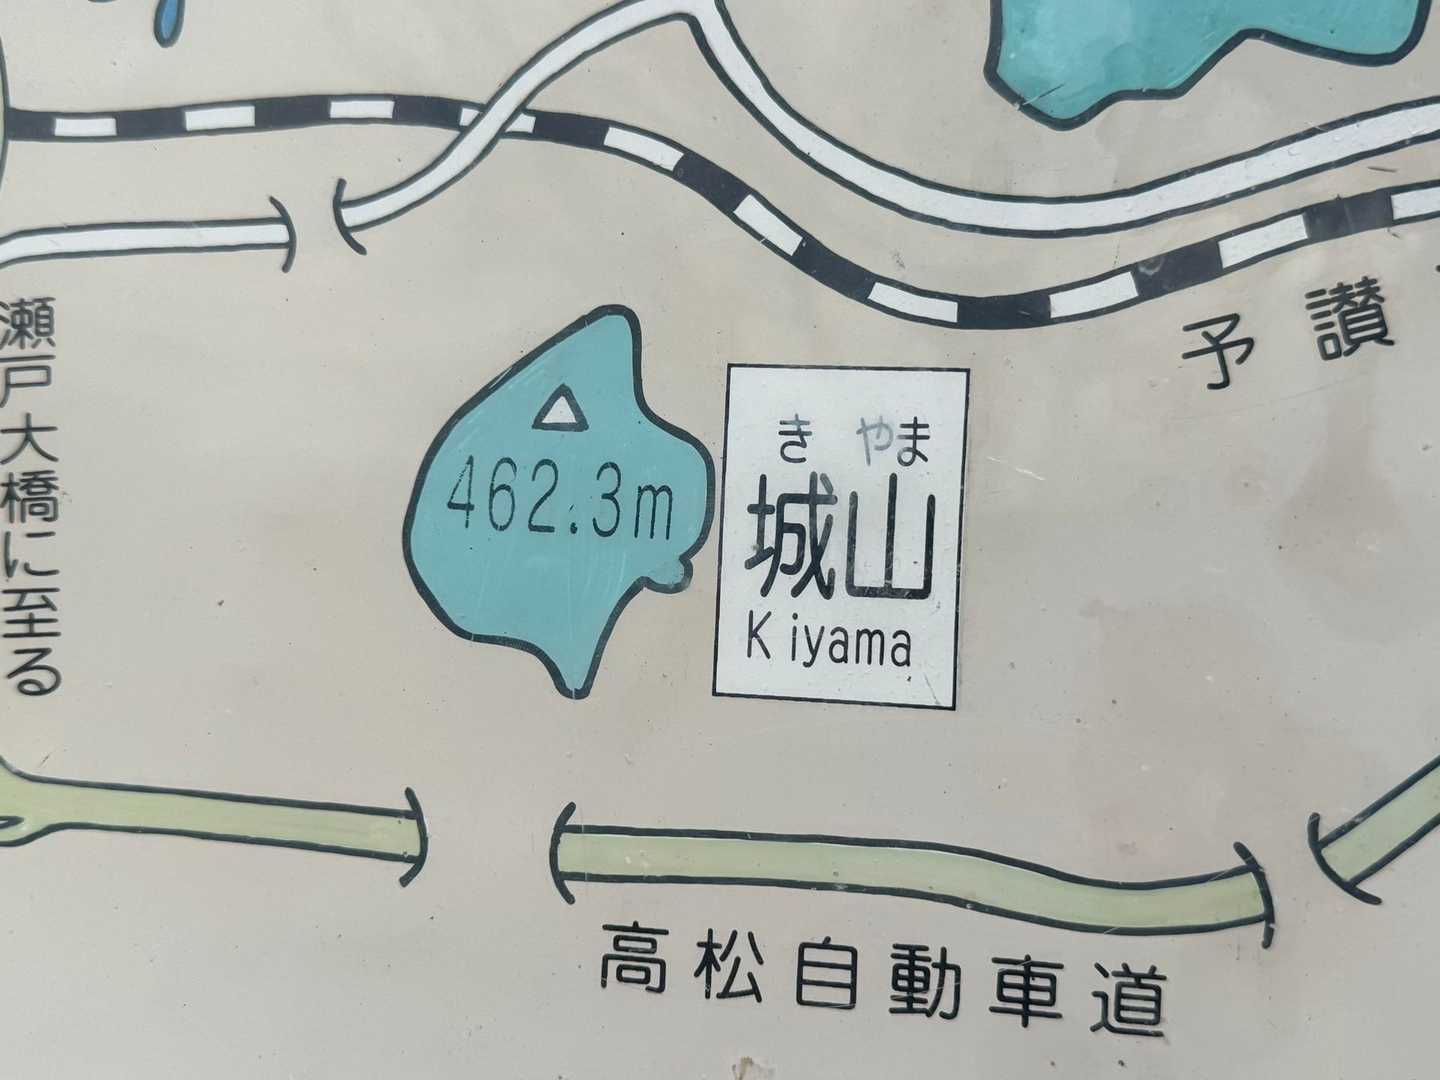 瀬戸大橋に至る
予讃
462.3m
きやま
城山
Kiyama
高松自動車道